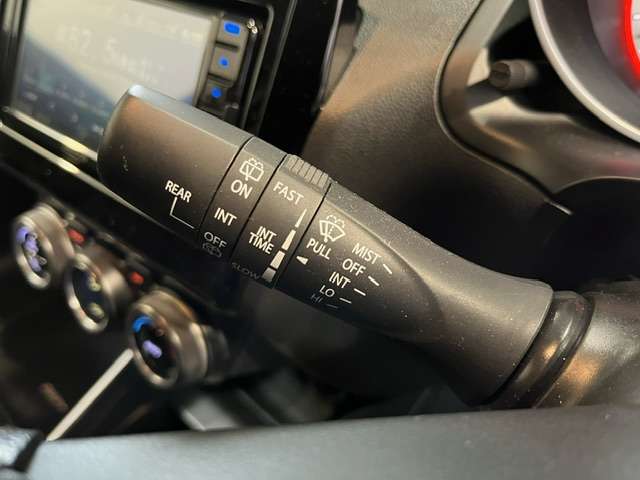 REAR
ON
INT
OFF
FAST
INT
TIME
SLOW
PULL
MIST
OFF
INT
LO
HI